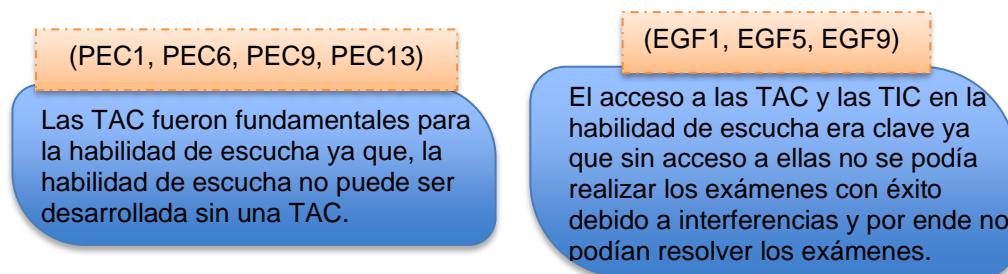 (PEC1, PEC6, PEC9, PEC13)
Las TAC fueron fundamentales para
la habilidad de escucha ya que, la
habilidad de escucha no puede ser
desarrollada sin una TAC.
(EGF1, EGF5, EGF9)
El acceso a las TAC y las TIC en la
habilidad de escucha era clave ya
que sin acceso a ellas no se podía
realizar los exámenes con éxito
debido a interferencias y por ende no
podían resolver los exámenes.